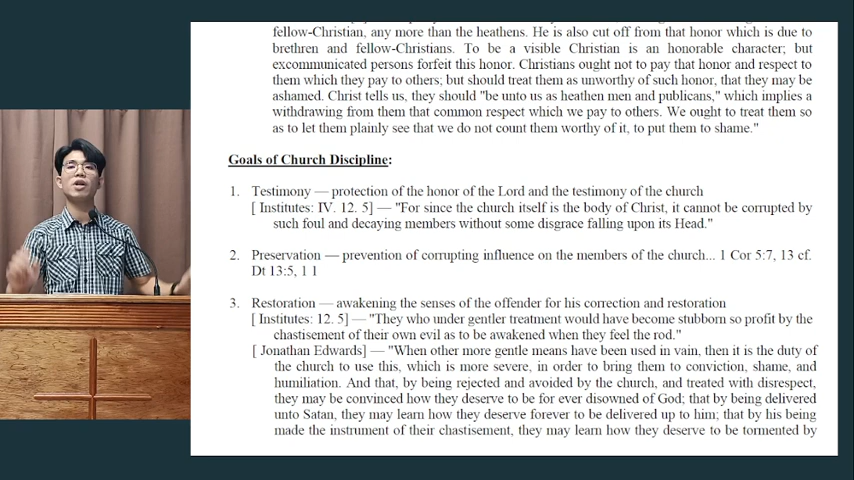 fellow-Christian, any more than the heathens. He is also cut off from that honor which is due to
brethren and fellow-Christians. To be a visible Christian is an honorable character; but
excommunicated persons forfeit this honor. Christians ought not to pay that honor and respect to
them which they pay to others; but should treat them as unworthy of such honor, that they may be
ashamed. Christ tells us, they should "be unto us as heathen men and publicans," which implies a
withdrawing from them that common respect which we pay to others. We ought to treat them so
as to let them plainly see that we do not count them worthy of it, to put them to shame."
Goals of Church Discipline:
1. Testimony — protection of the honor of the Lord and the testimony of the church
[ Institutes: IV. 12. 5] — "For since the church itself is the body of Christ, it cannot be corrupted by
such foul and decaying members without some disgrace falling upon its Head."
2. Preservation — prevention of corrupting influence on the members of the church... 1 Cor 5:7, 13 cf.
Dt 13:5, 1 1
3. Restoration — awakening the senses of the offender for his correction and restoration
[ Institutes: 12. 5] — "They who under gentler treatment would have become stubborn so profit by the
chastisement of their own evil as to be awakened when they feel the rod."
[ Jonathan Edwards] — "When other more gentle means have been used in vain, then it is the duty of
the church to use this, which is more severe, in order to bring them to conviction, shame, and
humiliation. And that, by being rejected and avoided by the church, and treated with disrespect,
they may be convinced how they deserve to be for ever disowned of God; that by being delivered
unto Satan, they may learn how they deserve forever to be delivered up to him; that by his being
made the instrument of their chastisement, they may learn how they deserve to be tormented by